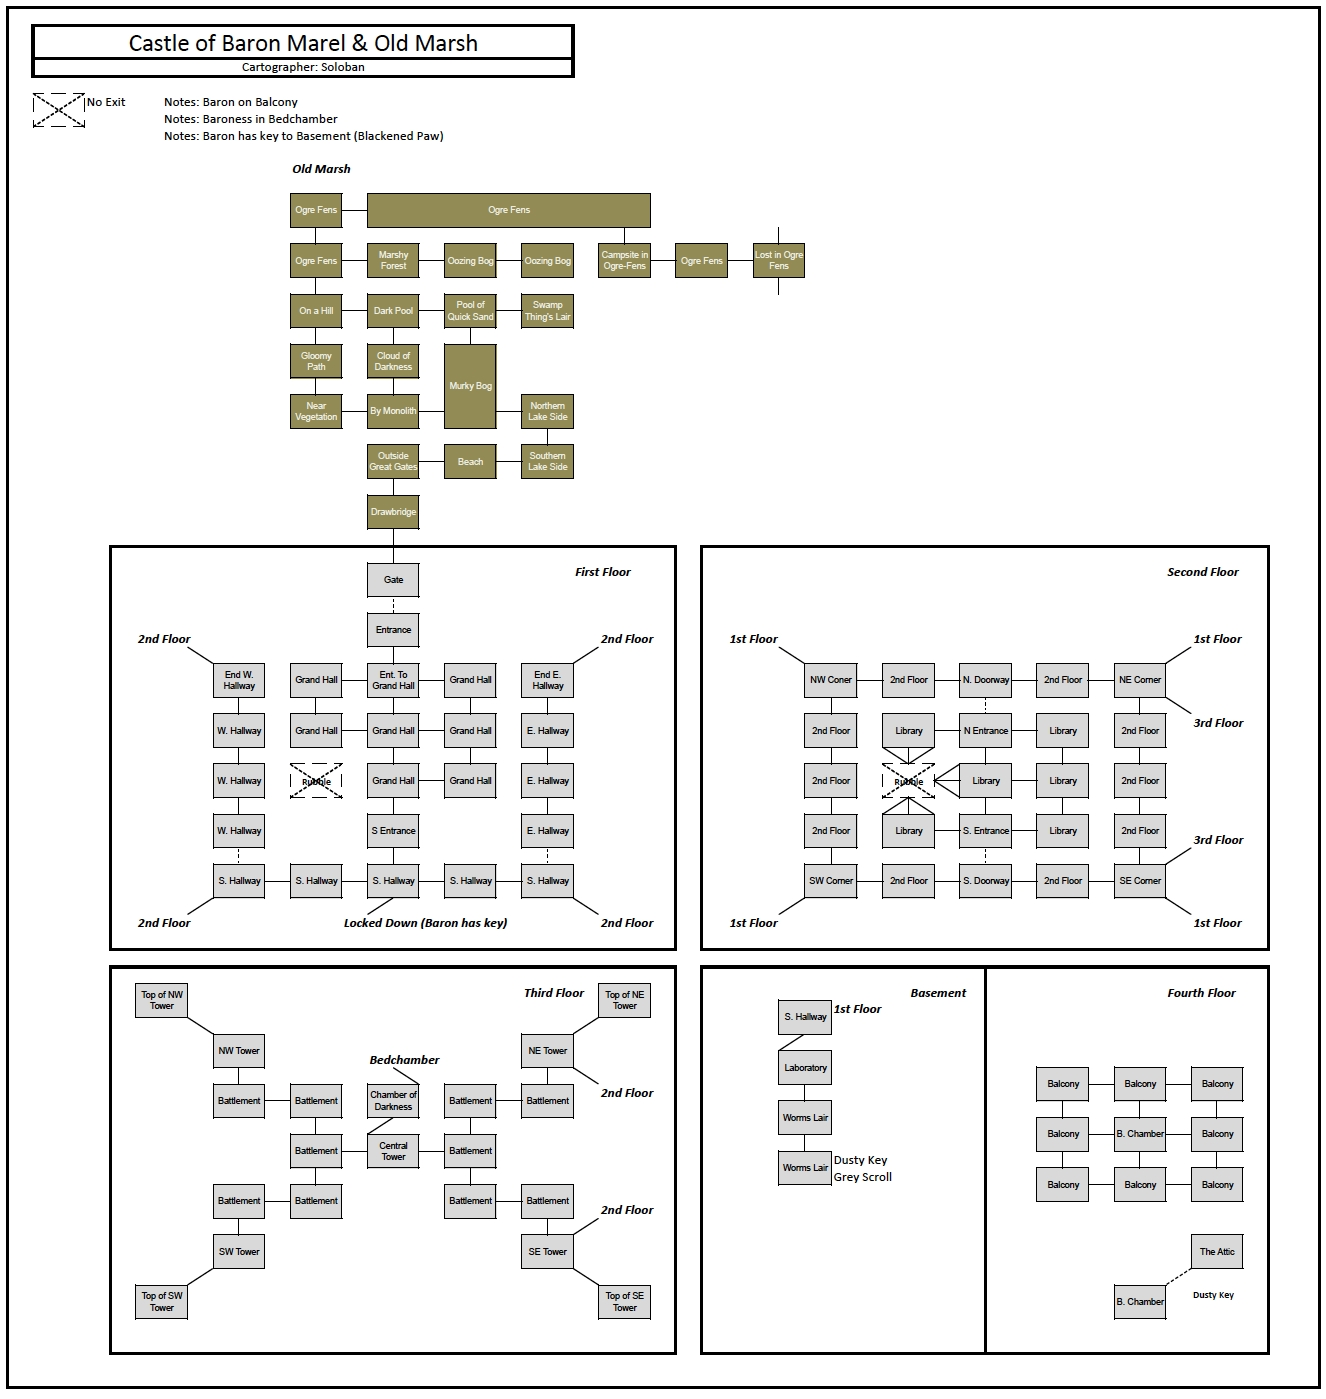 Castle of Baron Marel & Old Marsh
Cartographer: Soloban
No Exit
Notes: Baron on Balcony
Notes: Baroness in Bedchamber
Notes: Baron has key to Basement (Blackened Paw)
Old Marsh
Ogre Fens
Ogre Fens
Ogre Fens
Marshy
Forest
Oozing Bog
Oozing Bog
Campsite in
Ogre-Fens
Ogre Fens
Lost in Ogre
Fens
On a Hill
Dark Pool
Pool of
Quick Sand
Swamp
Thing's Lair
Gloomy
Path
Cloud of
Darkness
Murky Bog
Near
Vegetation
By Monolith
Northern
Lake Side
Outside
Great Gates
Beach
Southern
Lake Side
Drawbridge
First Floor
Gate
Entrance
2nd Floor
2nd Floor
End W.
Hallway
Grand Hall
Ent. To
Grand Hall
Grand Hall
End E.
Hallway
W. Hallway
Grand Hall
Grand Hall
Grand Hall
E. Hallway
W. Hallway
Rubble
Grand Hall
Grand Hall
E. Hallway
W. Hallway
S Entrance
E. Hallway
S. Hallway
S. Hallway
S. Hallway
S. Hallway
S. Hallway
2nd Floor
Locked Down (Baron has key)
2nd Floor
Second Floor
1st Floor
1st Floor
NW Coner
2nd Floor
N. Doorway
2nd Floor
NE Corner
3rd Floor
2nd Floor
Library
N Entrance
Library
2nd Floor
2nd Floor
Rubble
Library
Library
2nd Floor
2nd Floor
Library
S. Entrance
Library
2nd Floor
3rd Floor
SW Corner
2nd Floor
S. Doorway
2nd Floor
SE Corner
1st Floor
1st Floor
Third Floor
Top of NW
Tower
Top of NE
Tower
NW Tower
NE Tower
Bedchamber
2nd Floor
Battlement
Battlement
Chamber of
Darkness
Battlement
Battlement
Battlement
Central
Tower
Battlement
Battlement
Battlement
Battlement
Battlement
2nd Floor
SW Tower
SE Tower
Top of SW
Tower
Top of SE
Tower
Basement
S. Hallway
1st Floor
Laboratory
Worms Lair
Worms Lair
Dusty Key
Grey Scroll
Fourth Floor
Balcony
Balcony
Balcony
Balcony
B. Chamber
Balcony
Balcony
Balcony
Balcony
The Attic
B. Chamber
Dusty Key